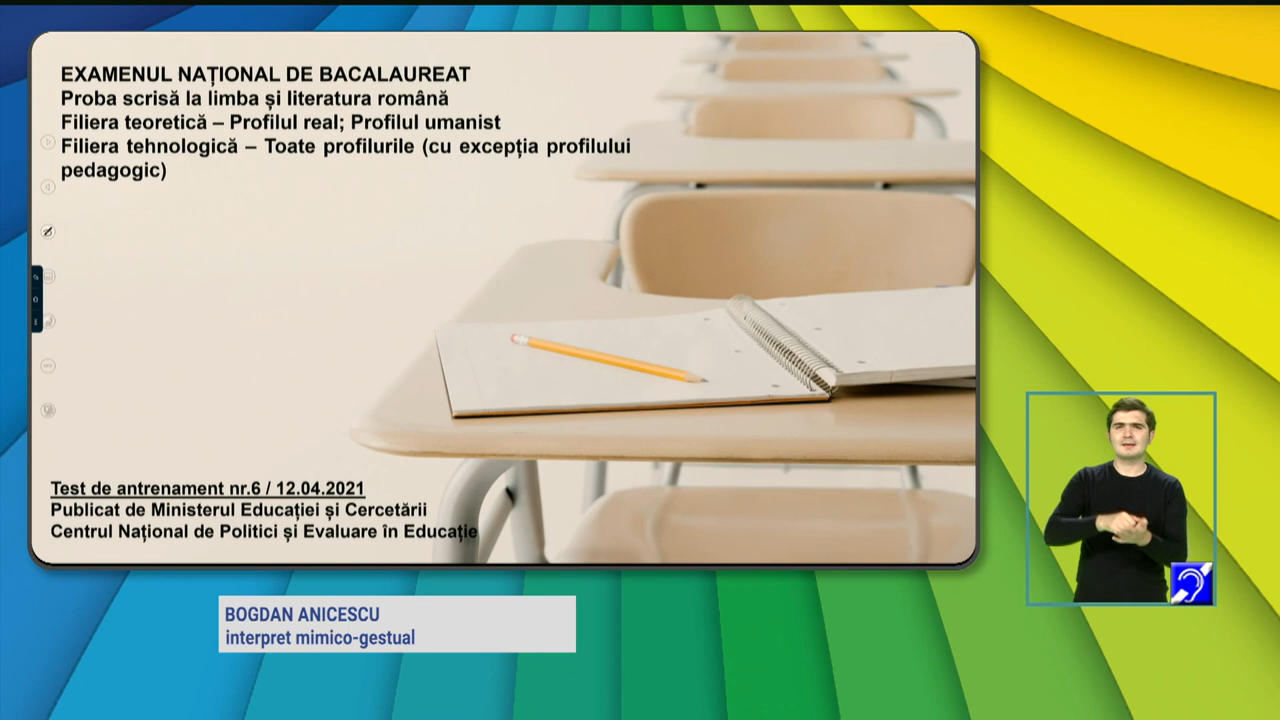 EXAMENUL NAȚIONAL DE BACALAUREAT
Proba scrisă la limba și literatura română
Filiera teoretică – Profilul real; Profilul umanist
Filiera tehnologică – Toate profilurile (cu excepția profilului
pedagogic)
Test de antrenament nr.6 / 12.04.2021
Publicat de Ministerul Educației și Cercetării
Centrul Național de Politici și Evaluare în Educație
BOGDAN ANICESCU
interpret mimico-gestual